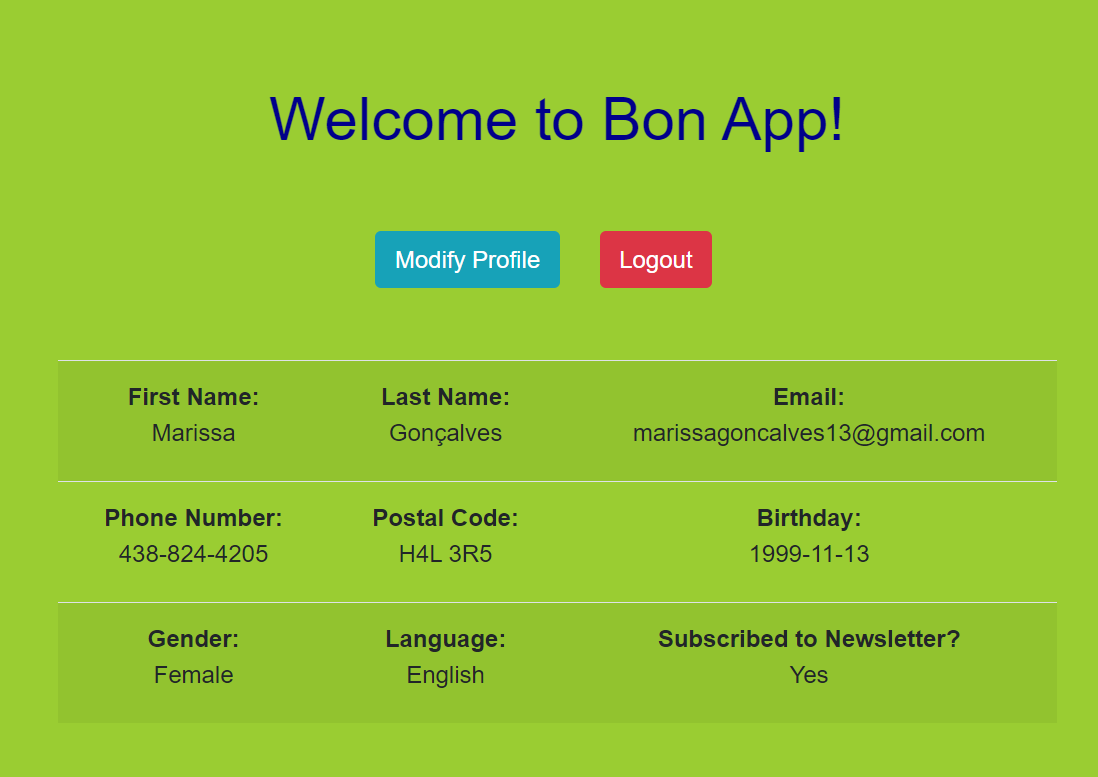 Welcome to Bon App!
Modify Profile Logout
First Name: Last Name: Email:
Marissa Gonçalves marissagoncalves13@gmail.com
Phone Number: Postal Code: Birthday:
438-824-4205 H4L 3R5 1999-11-13
Gender: Language: Subscribed to Newsletter?
Female English Yes